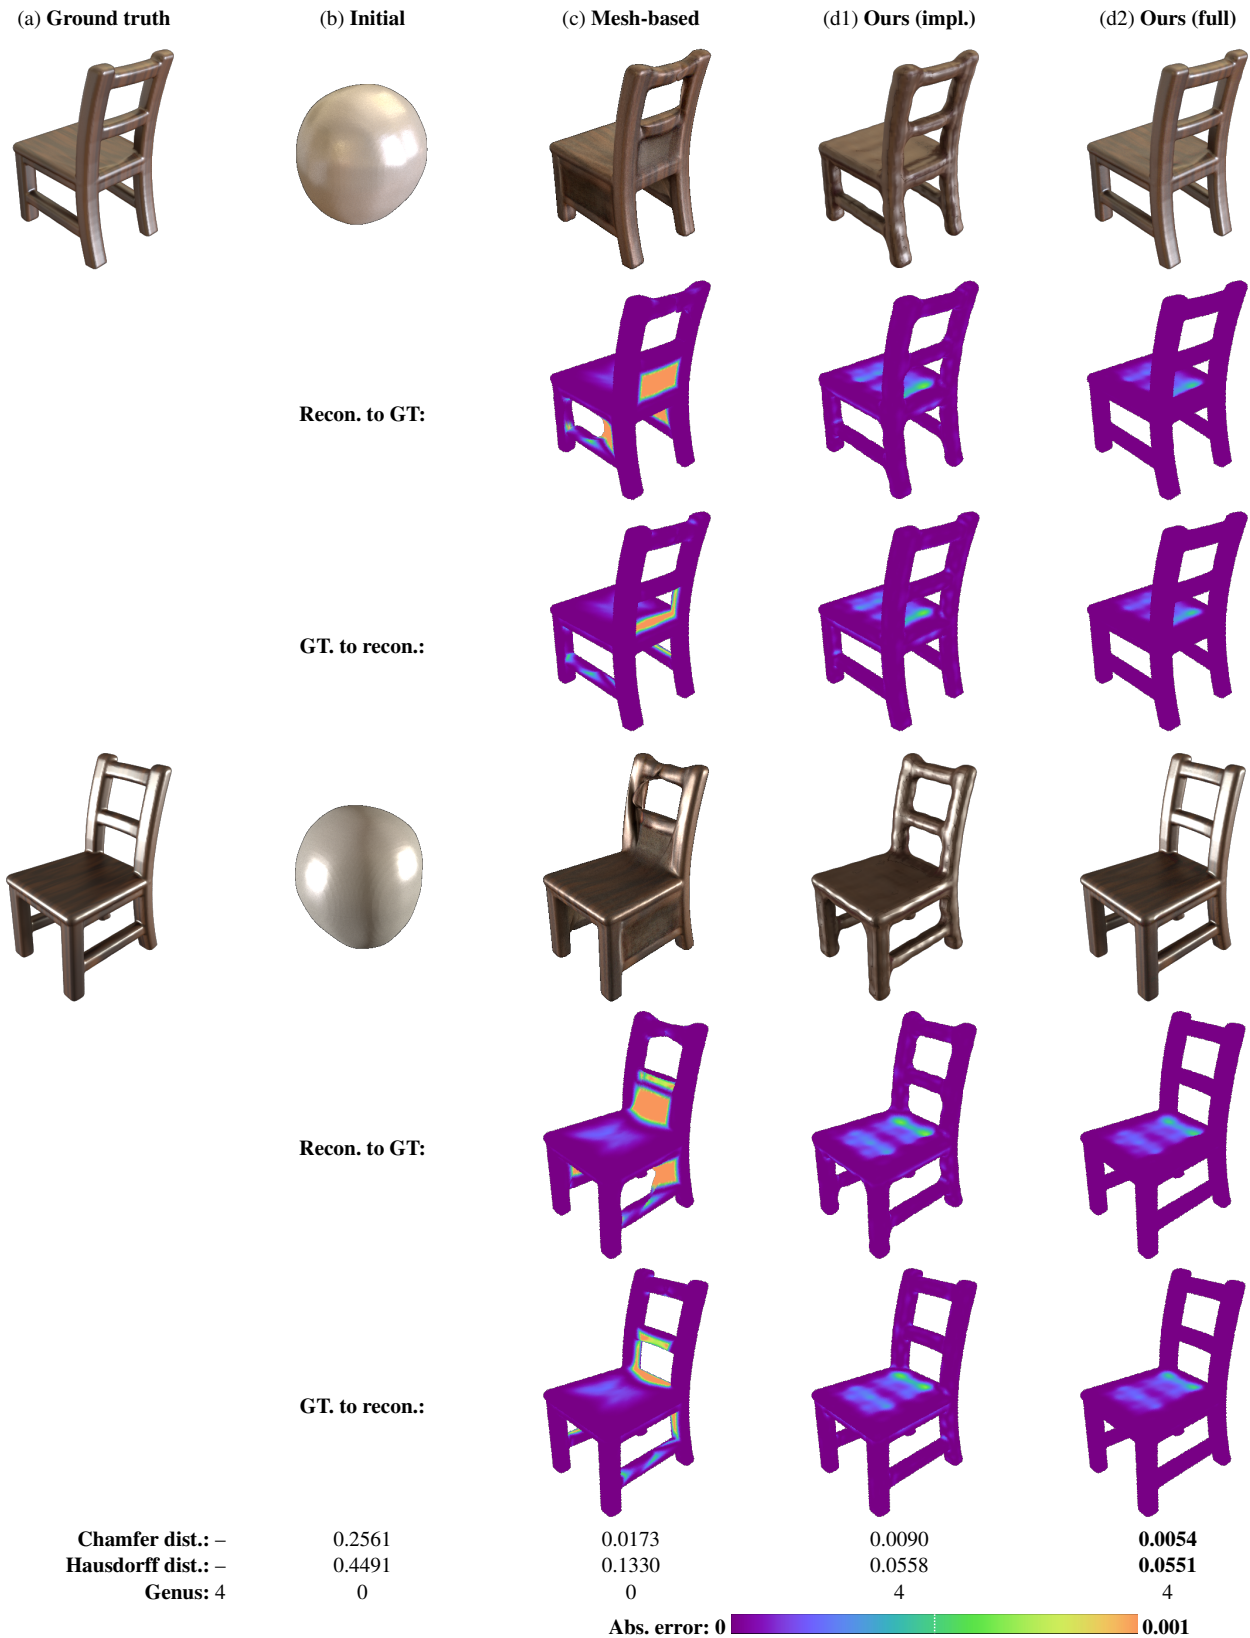 (a) Ground truth (b) Initial (c) Mesh-based (d1) Ours (impl.) (d2) Ours (full)
Recon. to GT:
GT. to recon.:
Recon. to GT:
GT. to recon.:
Chamfer dist.: – 0.2561 0.0173 0.0090 0.0054
Hausdorff dist.: – 0.4491 0.1330 0.0558 0.0551
Genus: 4 0 0 4 4
Abs. error: 0 0.001